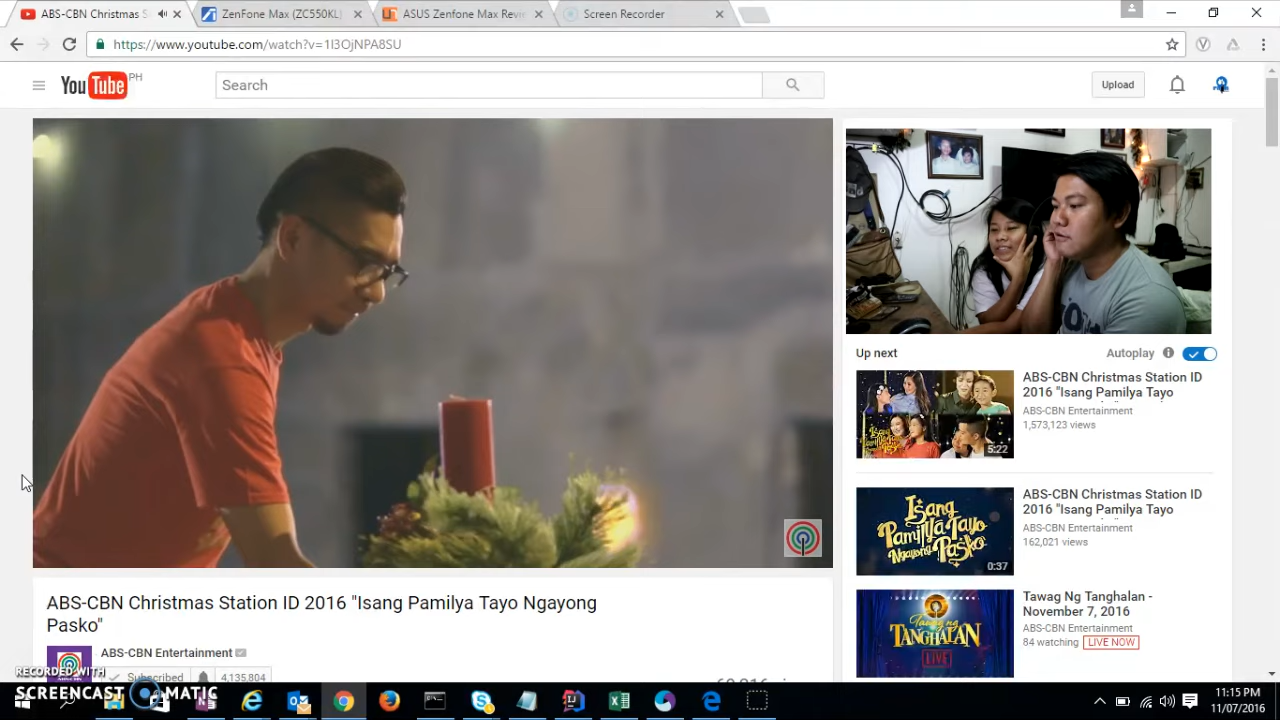 ABS-CBN Christmas S
ZenFone Max (ZC550KL)
ASUS Zenfone Max Revie
Screen Recorder
https://www.youtube.com/watch?v=1I3OjNPA8SU
YouTube PH
Search
Upload
Up next
Autoplay
ABS-CBN Christmas Station ID
2016 "Isang Pamilya Tayo
ABS-CBN Entertainment
1,573,123 views
5:22
ABS-CBN Christmas Station ID
2016 "Isang Pamilya Tayo
ABS-CBN Entertainment
162,021 views
Isang
Pamilya Tayo
Ngayong
Pasko
0:37
Tawag Ng Tanghalan -
November 7, 2016
ABS-CBN Entertainment
84 watching LIVE NOW
Tawag ng
TANGHALAN
LIVE
ABS-CBN Christmas Station ID 2016 "Isang Pamilya Tayo Ngayong
Pasko"
ABS-CBN Entertainment
Subscribed
4,135,804
RECORDED WITH
SCREENCAST MATIC
11:15 PM
11/07/2016